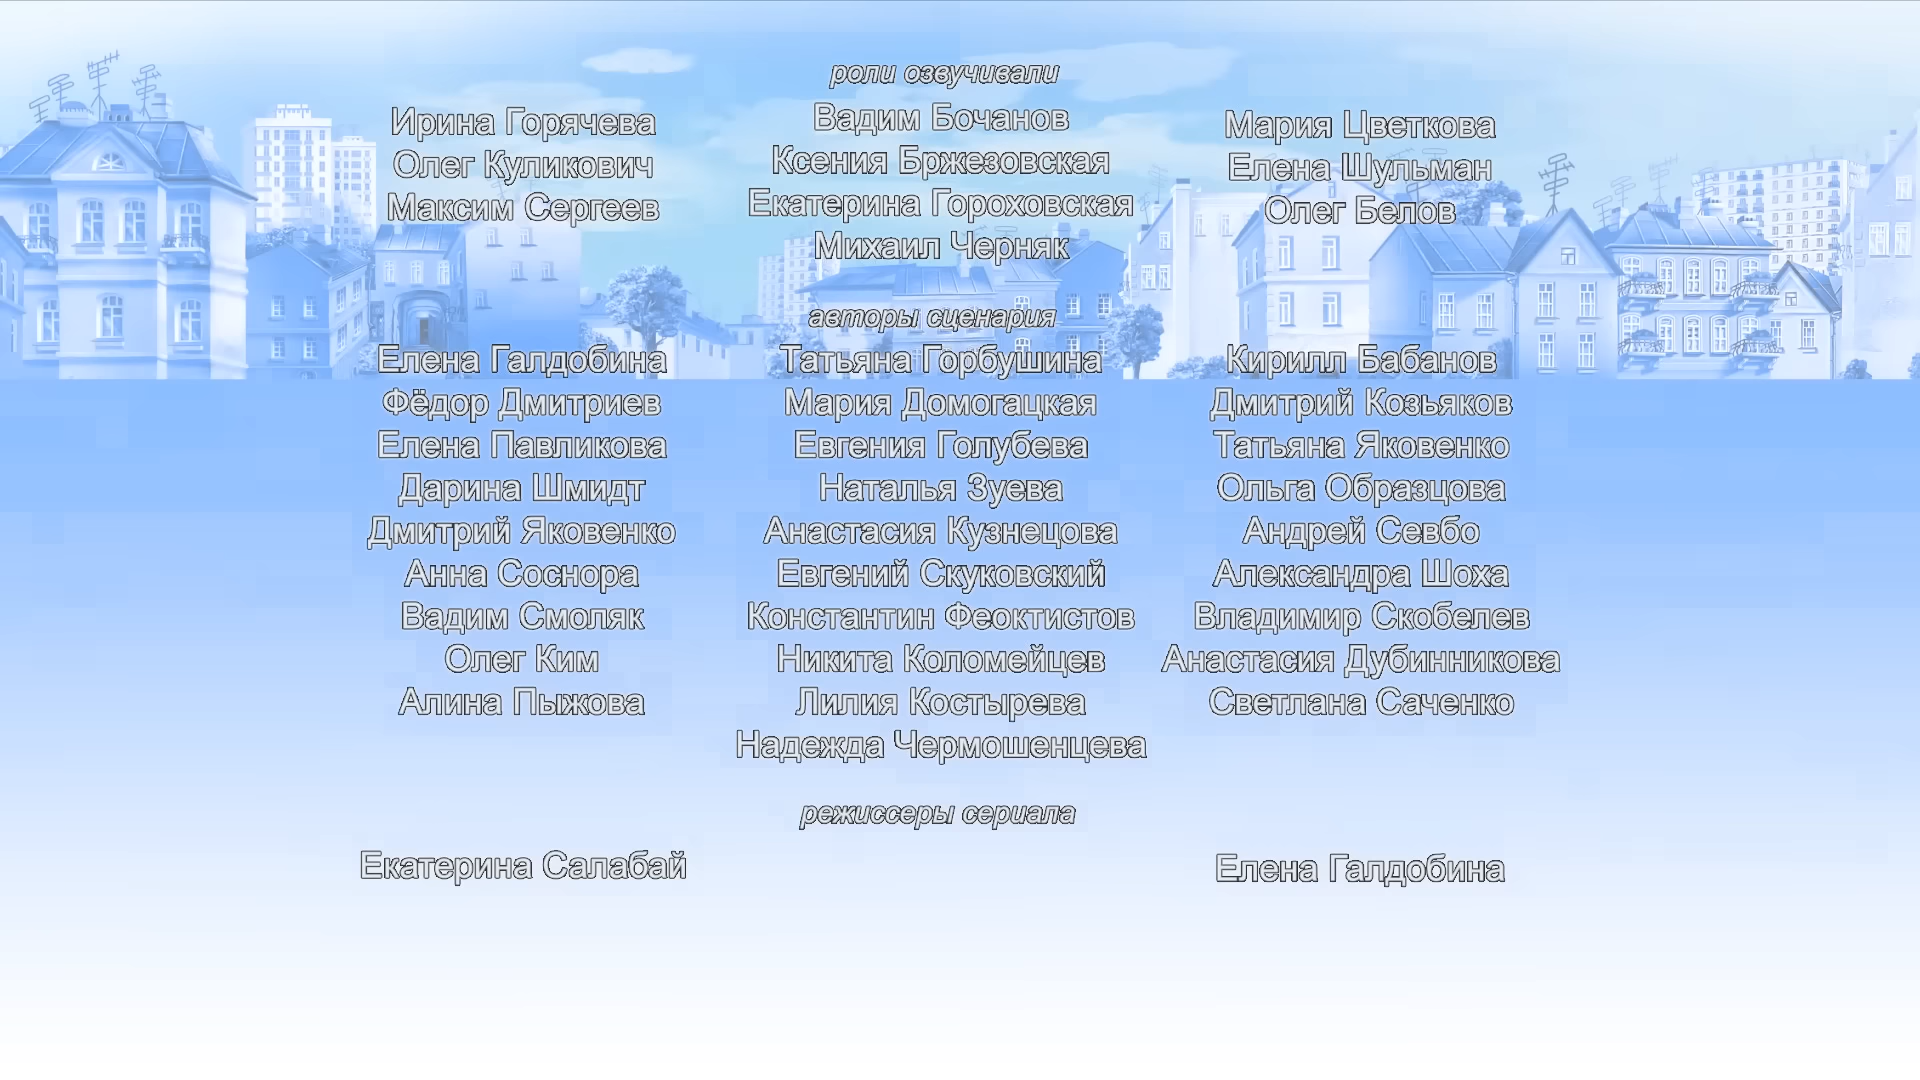 роли озвучивали
Ирина Горячева
Олег Куликович
Максим Сергеев
Вадим Бочанов
Ксения Бржезовская
Екатерина Гороховская
Михаил Черняк
Мария Цветкова
Елена Шульман
Олег Белов
авторы сценария
Елена Галдобина
Фёдор Дмитриев
Елена Павликова
Дарина Шмидт
Дмитрий Яковенко
Анна Соснора
Вадим Смоляк
Олег Ким
Алина Пыжова
Татьяна Горбушина
Мария Домогацкая
Евгения Голубева
Наталья Зуева
Анастасия Кузнецова
Евгений Скуковский
Константин Феоктистов
Никита Коломейцев
Лилия Костырева
Надежда Чермошенцева
Кирилл Бабанов
Дмитрий Козьяков
Татьяна Яковенко
Ольга Образцова
Андрей Севбо
Александра Шоха
Владимир Скобелев
Анастасия Дубинникова
Светлана Саченко
режиссеры сериала
Екатерина Салабай
Елена Галдобина